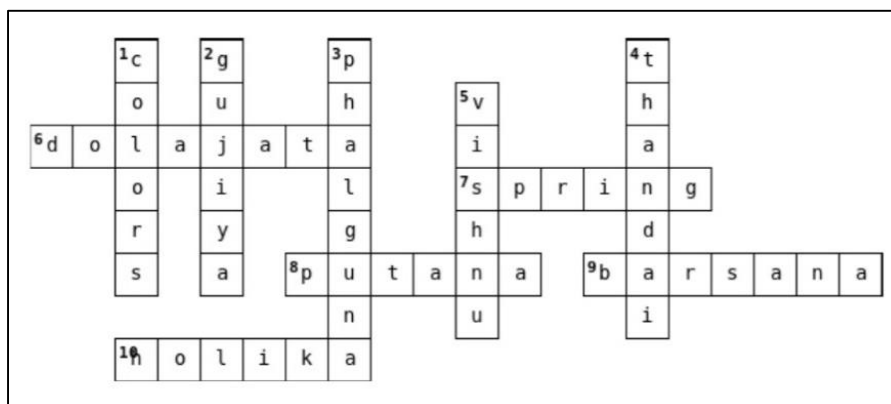 1c 2g 3p 4t
o u h 5v h
6d o l a j a t a i a
o i l 7s p r i n g
r y g h d
s a 8p u t a n a 9b a r s a n a
n u i
10h o l i k a